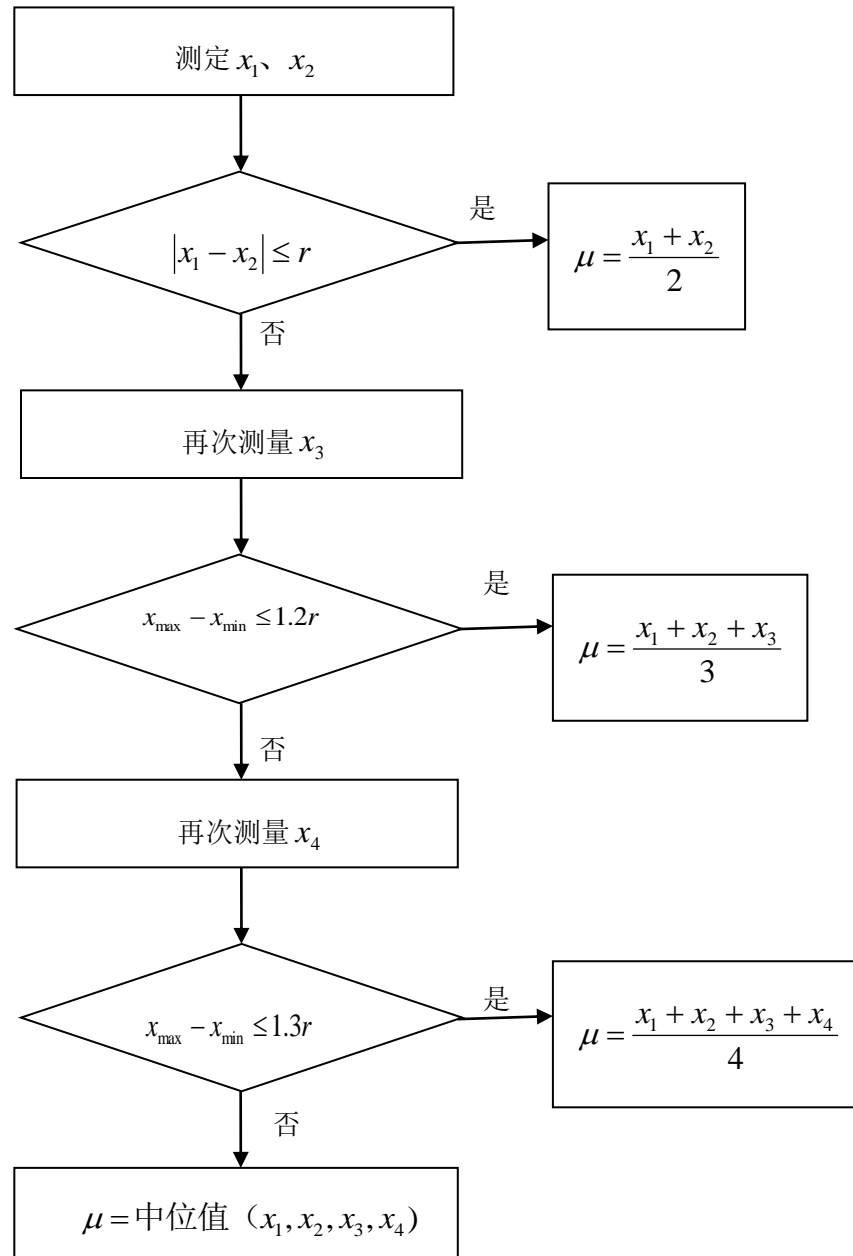 测定 x₁、x₂
|x₁ − x₂| ≤ r
是
μ = (x₁ + x₂)/2
否
再次测量 x₃
x_max − x_min ≤ 1.2r
是
μ = (x₁ + x₂ + x₃)/3
否
再次测量 x₄
x_max − x_min ≤ 1.3r
是
μ = (x₁ + x₂ + x₃ + x₄)/4
否
μ = 中位值（x₁, x₂, x₃, x₄）